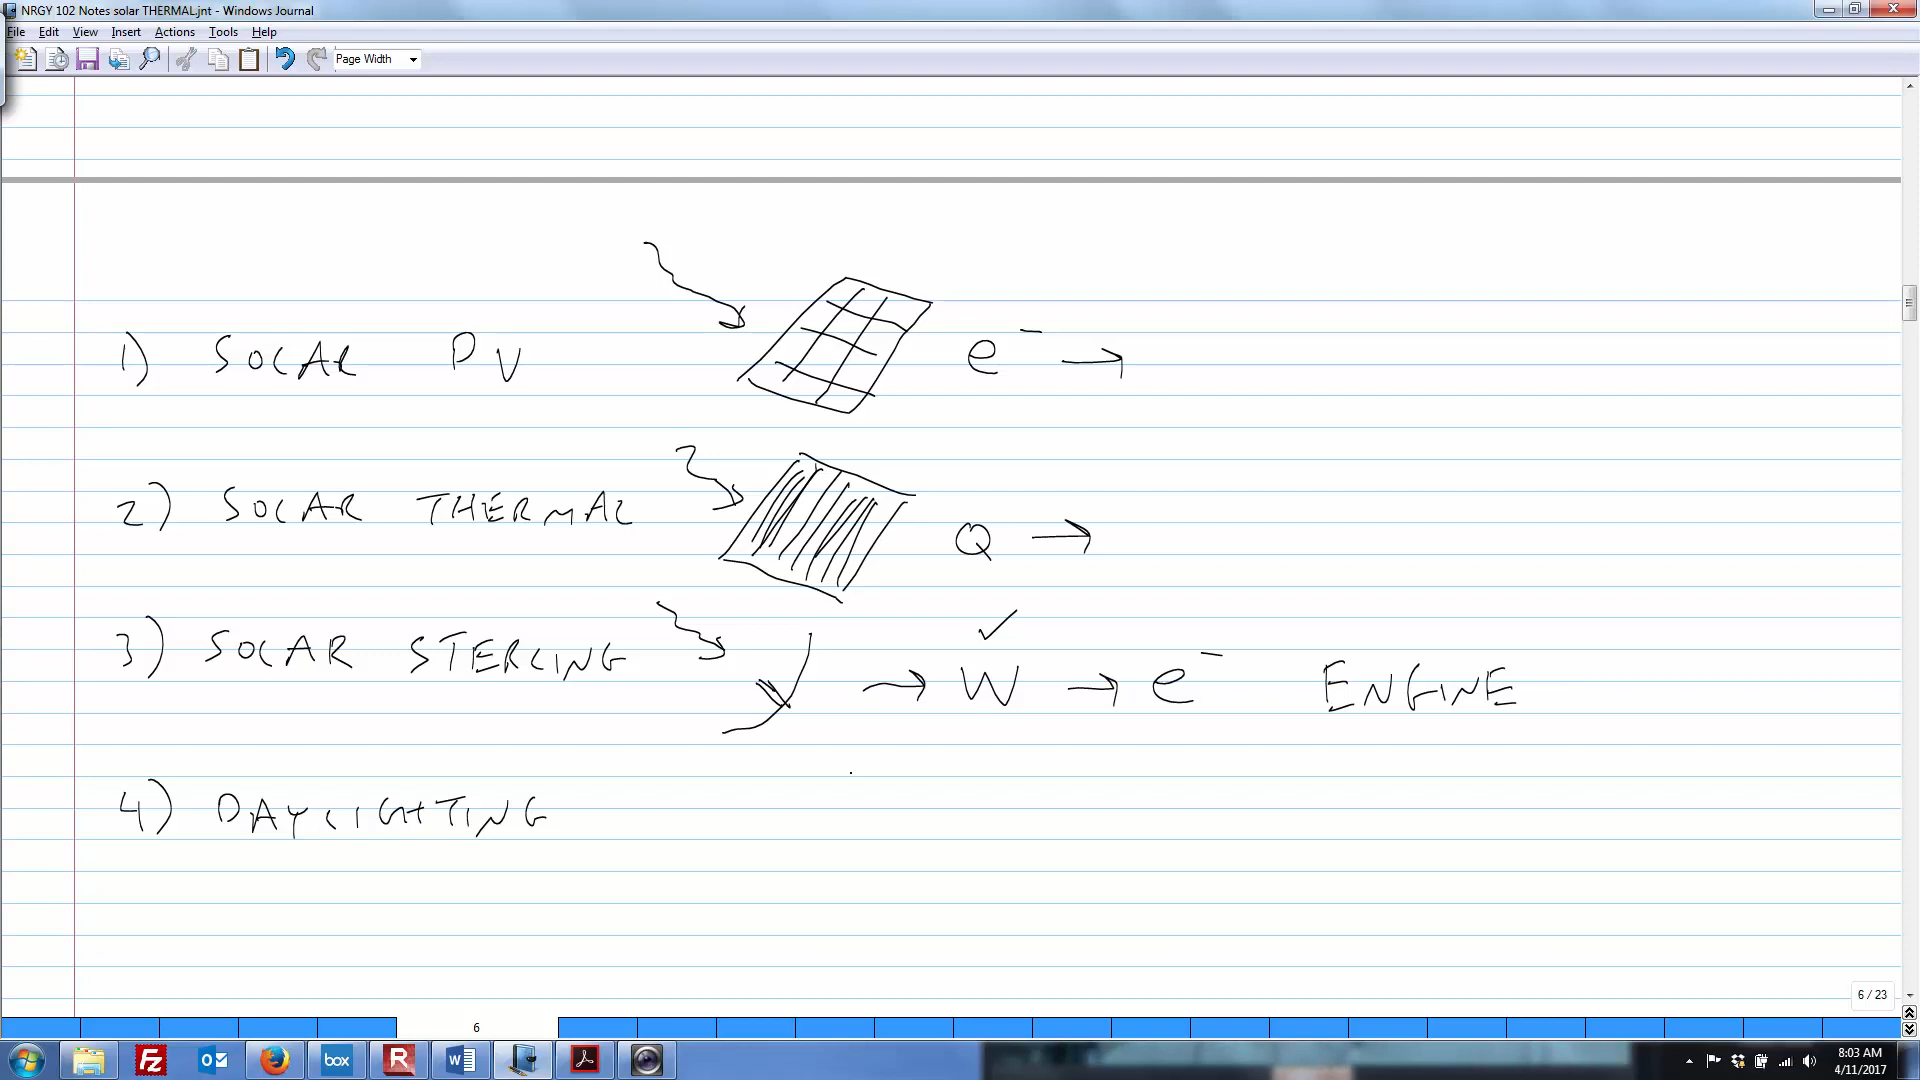 NRGY 102 Notes solar THERMAL.jnt - Windows Journal
File Edit View Insert Actions Tools Help
Page Width
1) SOLAR PV e⁻ →
2) SOLAR THERMAL Q →
3) SOLAR STERLING → W → e⁻ ENGINE
4) DAYLIGHTING
6 / 23
6
Fz
box
R
W
8:03 AM
4/11/2017